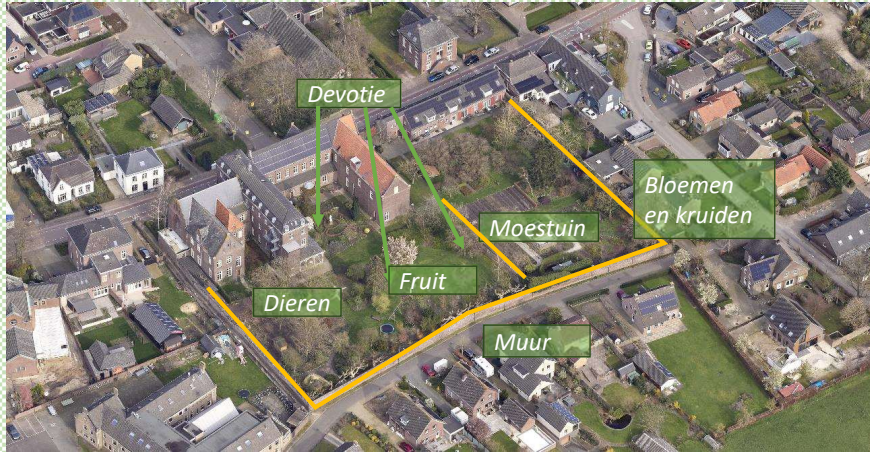 Devotie
Bloemen
en kruiden
Moestuin
Fruit
Dieren
Muur